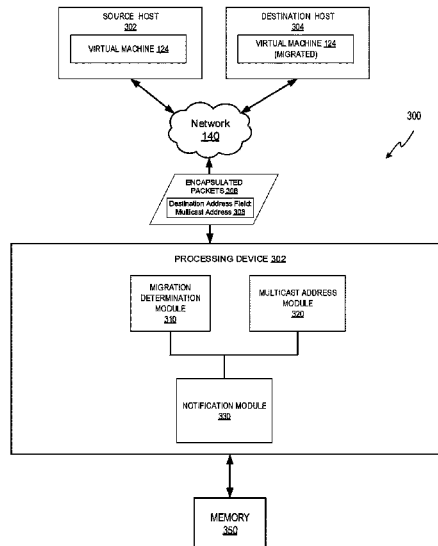 SOURCE HOST
302
VIRTUAL MACHINE 124
DESTINATION HOST
304
VIRTUAL MACHINE 124
(MIGRATED)
Network
140
300
ENCAPSULATED
PACKETS 308
Destination Address Field:
Multicast Address 309
PROCESSING DEVICE 302
MIGRATION
DETERMINATION
MODULE
310
MULTICAST ADDRESS
MODULE
320
NOTIFICATION MODULE
330
MEMORY
350